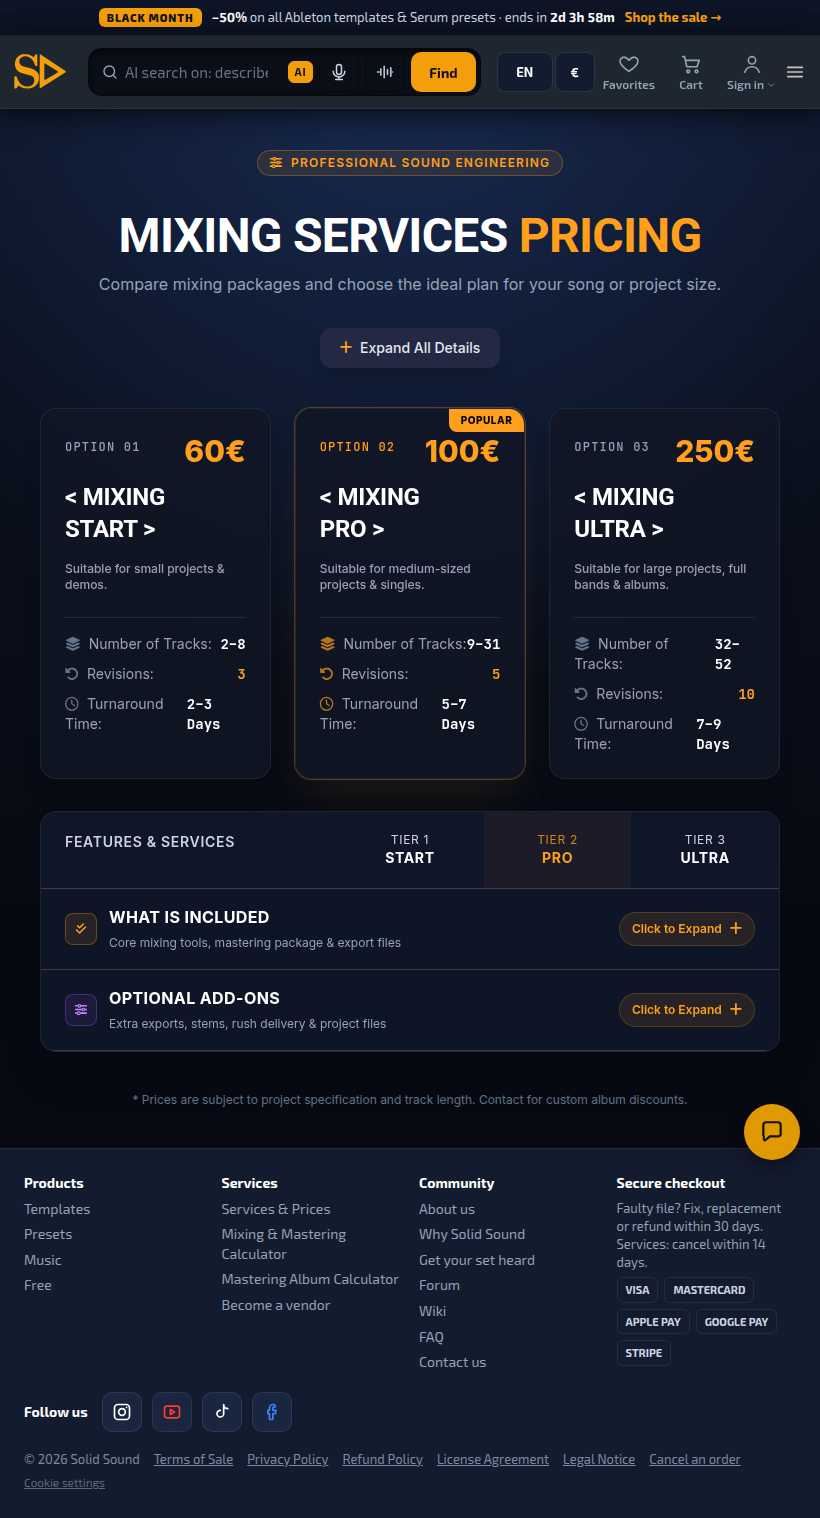 BLACK MONTH −50% on all Ableton templates & Serum presets · ends in 2d 3h 58m Shop the sale →
S AI search on: describe AI Find EN € Favorites Cart Sign in
PROFESSIONAL SOUND ENGINEERING
MIXING SERVICES PRICING
Compare mixing packages and choose the ideal plan for your song or project size.
+ Expand All Details
POPULAR
OPTION 01 60€
< MIXING
START >
Suitable for small projects &
demos.
Number of Tracks: 2–8
Revisions: 3
Turnaround 2–3
Time: Days
OPTION 02 100€
< MIXING
PRO >
Suitable for medium-sized
projects & singles.
Number of Tracks: 9–31
Revisions: 5
Turnaround 5–7
Time: Days
OPTION 03 250€
< MIXING
ULTRA >
Suitable for large projects, full
bands & albums.
Number of 32–
Tracks: 52
Revisions: 10
Turnaround 7–9
Time: Days
FEATURES & SERVICES
TIER 1
START
TIER 2
PRO
TIER 3
ULTRA
WHAT IS INCLUDED
Core mixing tools, mastering package & export files
Click to Expand +
OPTIONAL ADD-ONS
Extra exports, stems, rush delivery & project files
Click to Expand +
* Prices are subject to project specification and track length. Contact for custom album discounts.
Products
Templates
Presets
Music
Free
Services
Services & Prices
Mixing & Mastering
Calculator
Mastering Album Calculator
Become a vendor
Community
About us
Why Solid Sound
Get your set heard
Forum
Wiki
FAQ
Contact us
Secure checkout
Faulty file? Fix, replacement
or refund within 30 days.
Services: cancel within 14
days.
VISA MASTERCARD
APPLE PAY GOOGLE PAY
STRIPE
Follow us
© 2026 Solid Sound Terms of Sale Privacy Policy Refund Policy License Agreement Legal Notice Cancel an order
Cookie settings